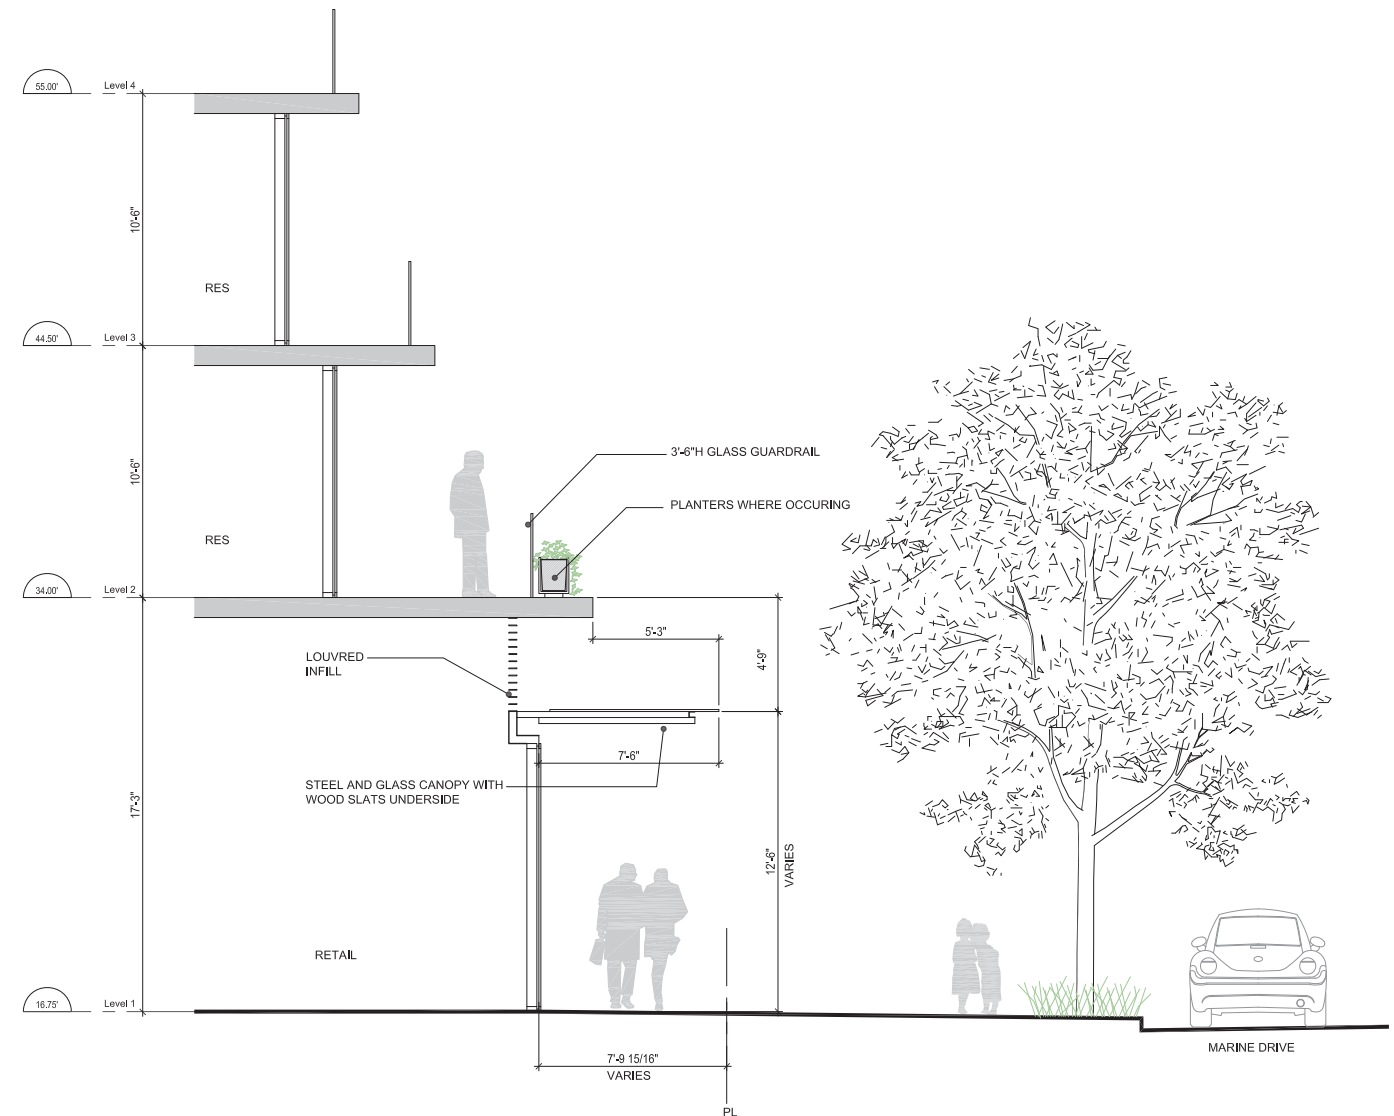 55.00'
Level 4
10'-6"
RES
44.50'
Level 3
3'-6"H GLASS GUARDRAIL
10'-6"
PLANTERS WHERE OCCURING
RES
34.00'
Level 2
5'-3"
4'-9"
LOUVRED
INFILL
7'-6"
STEEL AND GLASS CANOPY WITH
WOOD SLATS UNDERSIDE
17'-3"
12'-6"
VARIES
RETAIL
16.75'
Level 1
MARINE DRIVE
7'-9 15/16"
VARIES
PL